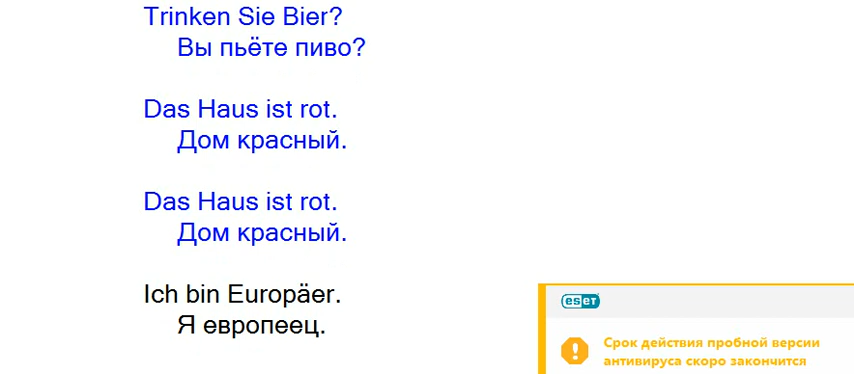 Trinken Sie Bier?
Вы пьёте пиво?
Das Haus ist rot.
Дом красный.
Das Haus ist rot.
Дом красный.
Ich bin Europäer.
Я европеец.
eset
Срок действия пробной версии
антивируса скоро закончится